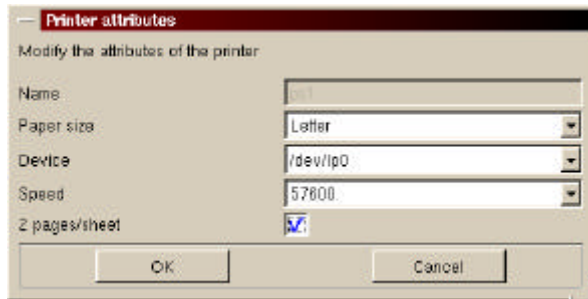 Printer attributes
Modify the attributes of the printer
Name
Paper size Letter
Device /dev/lp0
Speed 57600
2 pages/sheet
OK Cancel